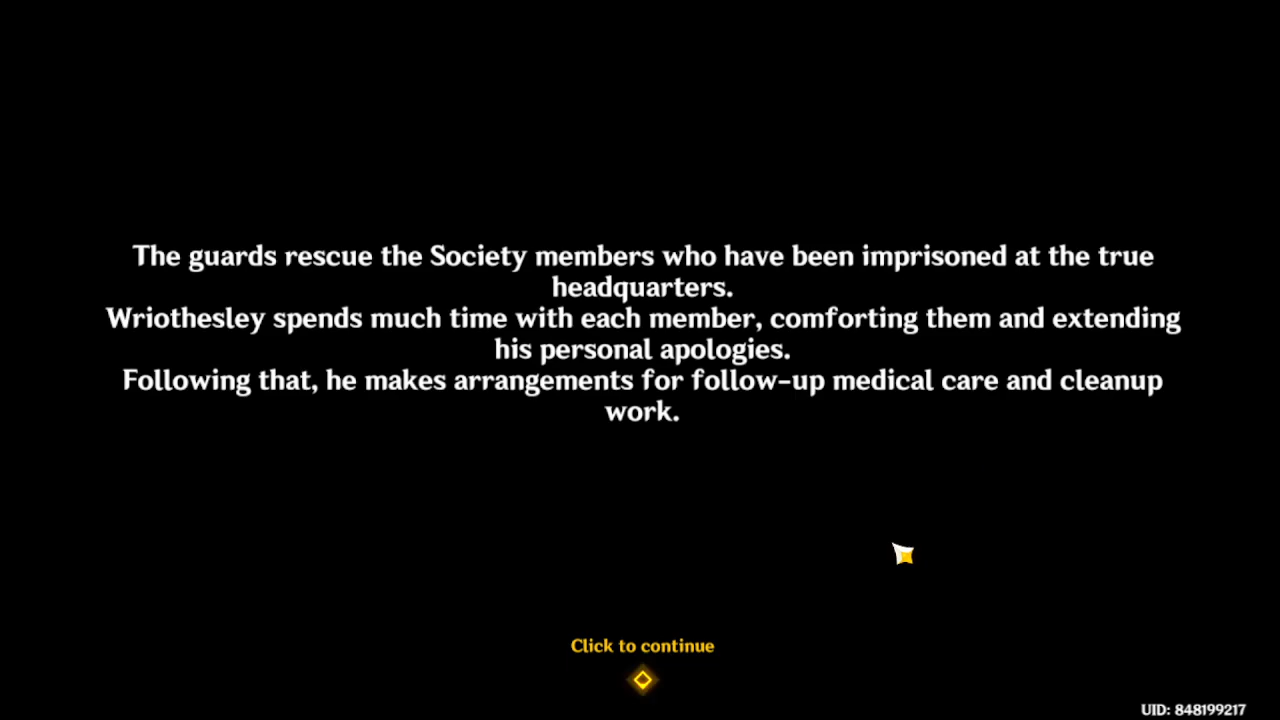 The guards rescue the Society members who have been imprisoned at the true
headquarters.
Wriothesley spends much time with each member, comforting them and extending
his personal apologies.
Following that, he makes arrangements for follow-up medical care and cleanup
work.
Click to continue
UID: 848199217